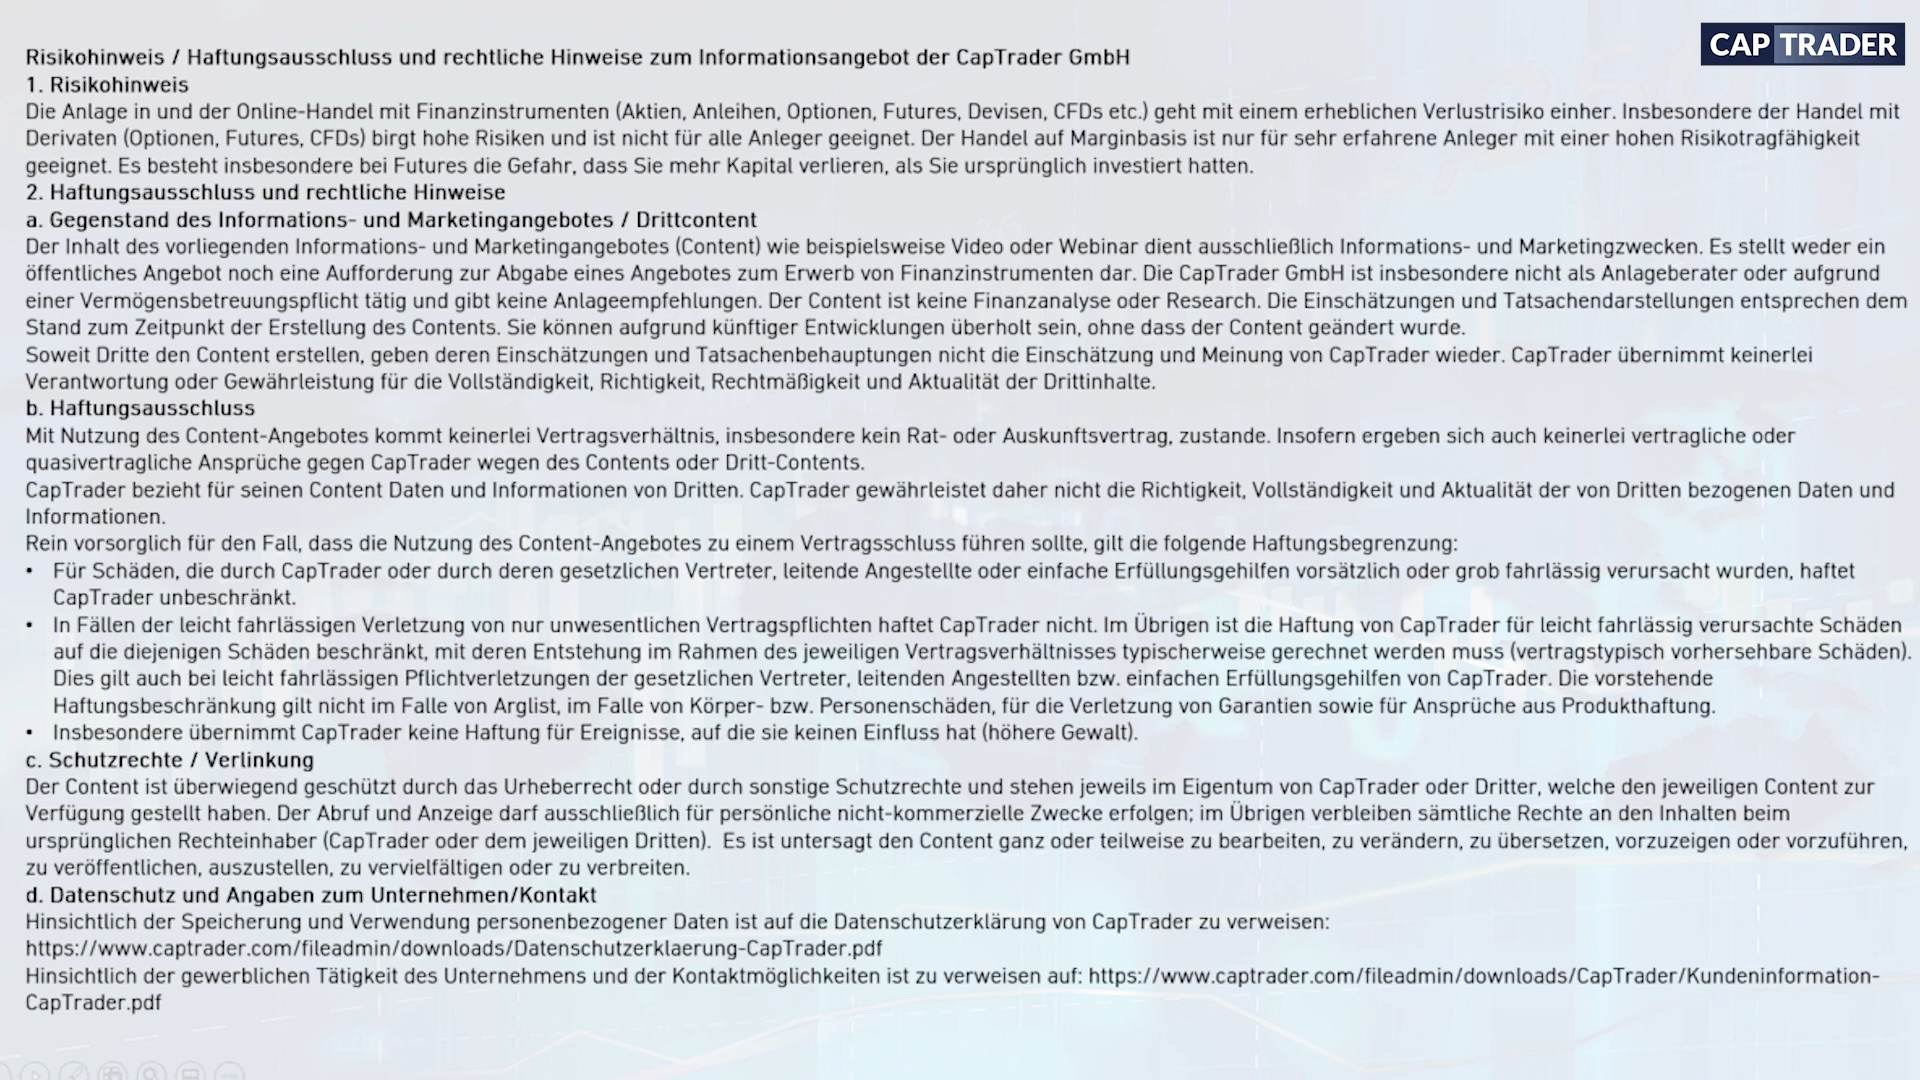 CAP TRADER
Risikohinweis / Haftungsausschluss und rechtliche Hinweise zum Informationsangebot der CapTrader GmbH
1. Risikohinweis
Die Anlage in und der Online-Handel mit Finanzinstrumenten (Aktien, Anleihen, Optionen, Futures, Devisen, CFDs etc.) geht mit einem erheblichen Verlustrisiko einher. Insbesondere der Handel mit
Derivaten (Optionen, Futures, CFDs) birgt hohe Risiken und ist nicht für alle Anleger geeignet. Der Handel auf Marginbasis ist nur für sehr erfahrene Anleger mit einer hohen Risikotragfähigkeit
geeignet. Es besteht insbesondere bei Futures die Gefahr, dass Sie mehr Kapital verlieren, als Sie ursprünglich investiert hatten.
2. Haftungsausschluss und rechtliche Hinweise
a. Gegenstand des Informations- und Marketingangebotes / Drittcontent
Der Inhalt des vorliegenden Informations- und Marketingangebotes (Content) wie beispielsweise Video oder Webinar dient ausschließlich Informations- und Marketingzwecken. Es stellt weder ein
öffentliches Angebot noch eine Aufforderung zur Abgabe eines Angebotes zum Erwerb von Finanzinstrumenten dar. Die CapTrader GmbH ist insbesondere nicht als Anlageberater oder aufgrund
einer Vermögensbetreuungspflicht tätig und gibt keine Anlageempfehlungen. Der Content ist keine Finanzanalyse oder Research. Die Einschätzungen und Tatsachendarstellungen entsprechen dem
Stand zum Zeitpunkt der Erstellung des Contents. Sie können aufgrund künftiger Entwicklungen überholt sein, ohne dass der Content geändert wurde.
Soweit Dritte den Content erstellen, geben deren Einschätzungen und Tatsachenbehauptungen nicht die Einschätzung und Meinung von CapTrader wieder. CapTrader übernimmt keinerlei
Verantwortung oder Gewährleistung für die Vollständigkeit, Richtigkeit, Rechtmäßigkeit und Aktualität der Drittinhalte.
b. Haftungsausschluss
Mit Nutzung des Content-Angebotes kommt keinerlei Vertragsverhältnis, insbesondere kein Rat- oder Auskunftsvertrag, zustande. Insofern ergeben sich auch keinerlei vertragliche oder
quasivertragliche Ansprüche gegen CapTrader wegen des Contents oder Dritt-Contents.
CapTrader bezieht für seinen Content Daten und Informationen von Dritten. CapTrader gewährleistet daher nicht die Richtigkeit, Vollständigkeit und Aktualität der von Dritten bezogenen Daten und
Informationen.
Rein vorsorglich für den Fall, dass die Nutzung des Content-Angebotes zu einem Vertragsschluss führen sollte, gilt die folgende Haftungsbegrenzung:
• Für Schäden, die durch CapTrader oder durch deren gesetzlichen Vertreter, leitende Angestellte oder einfache Erfüllungsgehilfen vorsätzlich oder grob fahrlässig verursacht wurden, haftet
CapTrader unbeschränkt.
• In Fällen der leicht fahrlässigen Verletzung von nur unwesentlichen Vertragspflichten haftet CapTrader nicht. Im Übrigen ist die Haftung von CapTrader für leicht fahrlässig verursachte Schäden
auf die diejenigen Schäden beschränkt, mit deren Entstehung im Rahmen des jeweiligen Vertragsverhältnisses typischerweise gerechnet werden muss (vertragstypisch vorhersehbare Schäden).
Dies gilt auch bei leicht fahrlässigen Pflichtverletzungen der gesetzlichen Vertreter, leitenden Angestellten bzw. einfachen Erfüllungsgehilfen von CapTrader. Die vorstehende
Haftungsbeschränkung gilt nicht im Falle von Arglist, im Falle von Körper- bzw. Personenschäden, für die Verletzung von Garantien sowie für Ansprüche aus Produkthaftung.
• Insbesondere übernimmt CapTrader keine Haftung für Ereignisse, auf die sie keinen Einfluss hat (höhere Gewalt).
c. Schutzrechte / Verlinkung
Der Content ist überwiegend geschützt durch das Urheberrecht oder durch sonstige Schutzrechte und stehen jeweils im Eigentum von CapTrader oder Dritter, welche den jeweiligen Content zur
Verfügung gestellt haben. Der Abruf und Anzeige darf ausschließlich für persönliche nicht-kommerzielle Zwecke erfolgen; im Übrigen verbleiben sämtliche Rechte an den Inhalten beim
ursprünglichen Rechteinhaber (CapTrader oder dem jeweiligen Dritten). Es ist untersagt den Content ganz oder teilweise zu bearbeiten, zu verändern, zu übersetzen, vorzuzeigen oder vorzuführen,
zu veröffentlichen, auszustellen, zu vervielfältigen oder zu verbreiten.
d. Datenschutz und Angaben zum Unternehmen/Kontakt
Hinsichtlich der Speicherung und Verwendung personenbezogener Daten ist auf die Datenschutzerklärung von CapTrader zu verweisen:
https://www.captrader.com/fileadmin/downloads/Datenschutzerklaerung-CapTrader.pdf
Hinsichtlich der gewerblichen Tätigkeit des Unternehmens und der Kontaktmöglichkeiten ist zu verweisen auf: https://www.captrader.com/fileadmin/downloads/CapTrader/Kundeninformation-
CapTrader.pdf